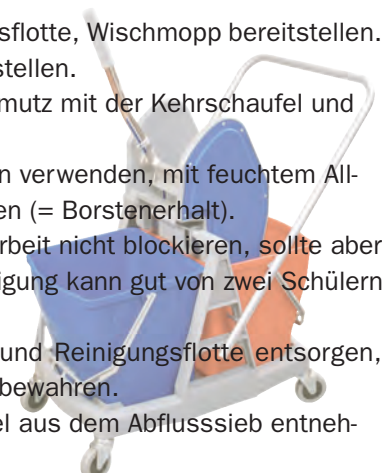 sflotte, Wischmopp bereitstellen.
stellen.
mutz mit der Kehrschaufel und
n verwenden, mit feuchtem All-
en (= Borstenerhalt).
rbeit nicht blockieren, sollte aber
igung kann gut von zwei Schülern
und Reinigungsflotte entsorgen,
bewahren.
el aus dem Abflusssieb entneh-